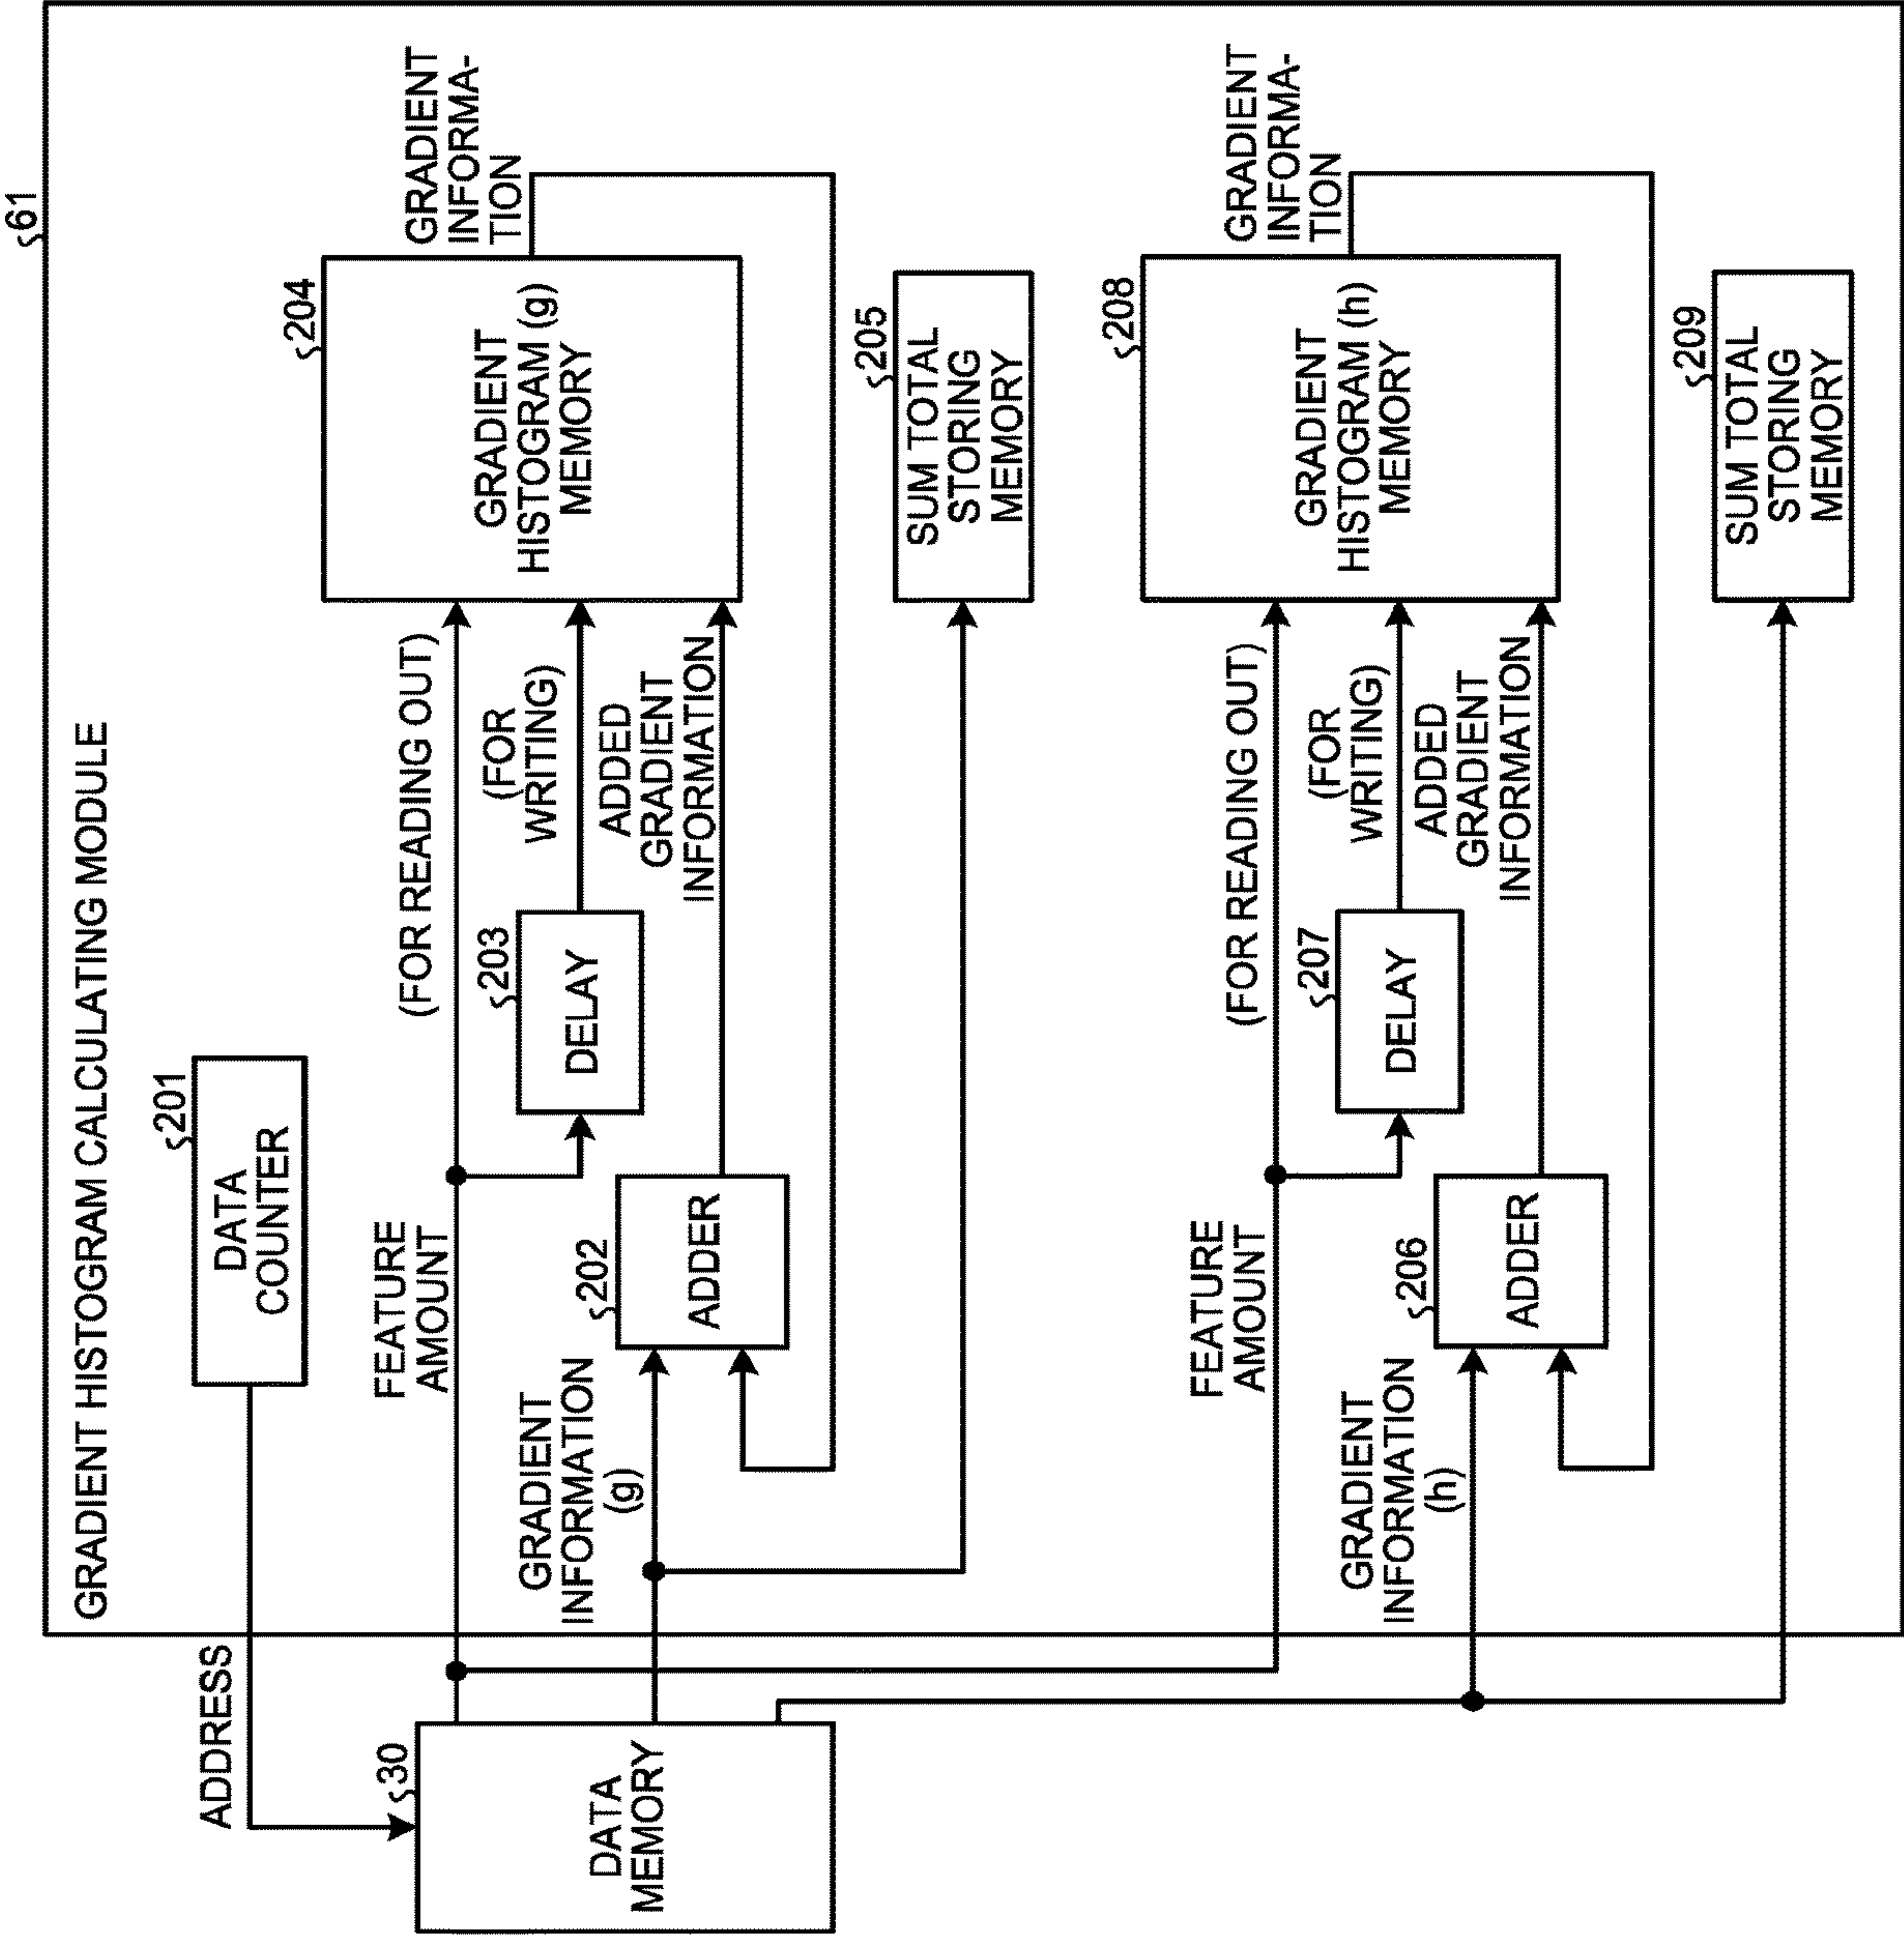 61
GRADIENT HISTOGRAM CALCULATING MODULE
201
DATA
COUNTER
ADDRESS
30
DATA
MEMORY
FEATURE
AMOUNT
(FOR READING OUT)
203
DELAY
(FOR
WRITING)
204
GRADIENT
HISTOGRAM (g)
MEMORY
GRADIENT
INFORMA-
TION
GRADIENT
INFORMATION
(g)
202
ADDER
ADDED
GRADIENT
INFORMATION
205
SUM TOTAL
STORING
MEMORY
FEATURE
AMOUNT
(FOR READING OUT)
207
DELAY
(FOR
WRITING)
208
GRADIENT
HISTOGRAM (h)
MEMORY
GRADIENT
INFORMA-
TION
GRADIENT
INFORMATION
(h)
206
ADDER
ADDED
GRADIENT
INFORMATION
209
SUM TOTAL
STORING
MEMORY